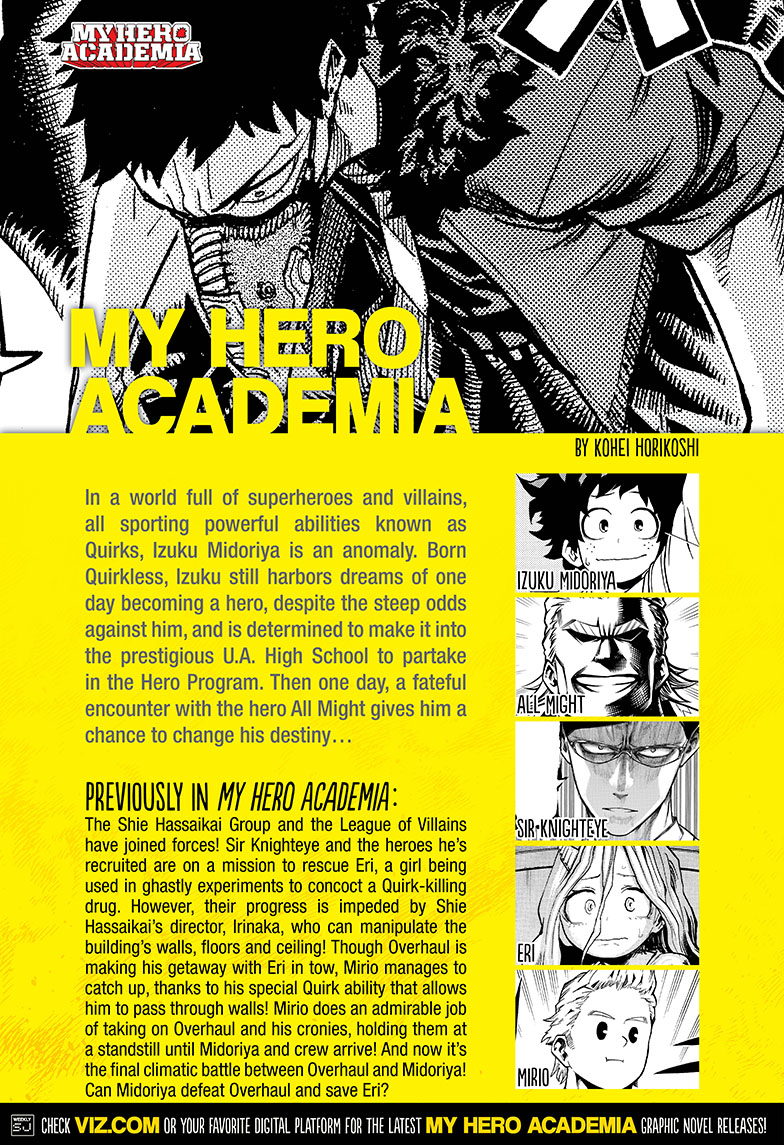 MY HERO
ACADEMIA
MY HERO
ACADEMIA
BY KOHEI HORIKOSHI
In a world full of superheroes and villains,
all sporting powerful abilities known as
Quirks, Izuku Midoriya is an anomaly. Born
Quirkless, Izuku still harbors dreams of one
day becoming a hero, despite the steep odds
against him, and is determined to make it into
the prestigious U.A. High School to partake
in the Hero Program. Then one day, a fateful
encounter with the hero All Might gives him a
chance to change his destiny…
PREVIOUSLY IN MY HERO ACADEMIA:
The Shie Hassaikai Group and the League of Villains
have joined forces! Sir Knighteye and the heroes he's
recruited are on a mission to rescue Eri, a girl being
used in ghastly experiments to concoct a Quirk-killing
drug. However, their progress is impeded by Shie
Hassaikai's director, Irinaka, who can manipulate the
building's walls, floors and ceiling! Though Overhaul is
making his getaway with Eri in tow, Mirio manages to
catch up, thanks to his special Quirk ability that allows
him to pass through walls! Mirio does an admirable job
of taking on Overhaul and his cronies, holding them at
a standstill until Midoriya and crew arrive! And now it's
the final climatic battle between Overhaul and Midoriya!
Can Midoriya defeat Overhaul and save Eri?
IZUKU MIDORIYA
ALL MIGHT
SIR KNIGHTEYE
ERI
MIRIO
WEEKLY
SJ
CHECK VIZ.COM OR YOUR FAVORITE DIGITAL PLATFORM FOR THE LATEST MY HERO ACADEMIA GRAPHIC NOVEL RELEASES!